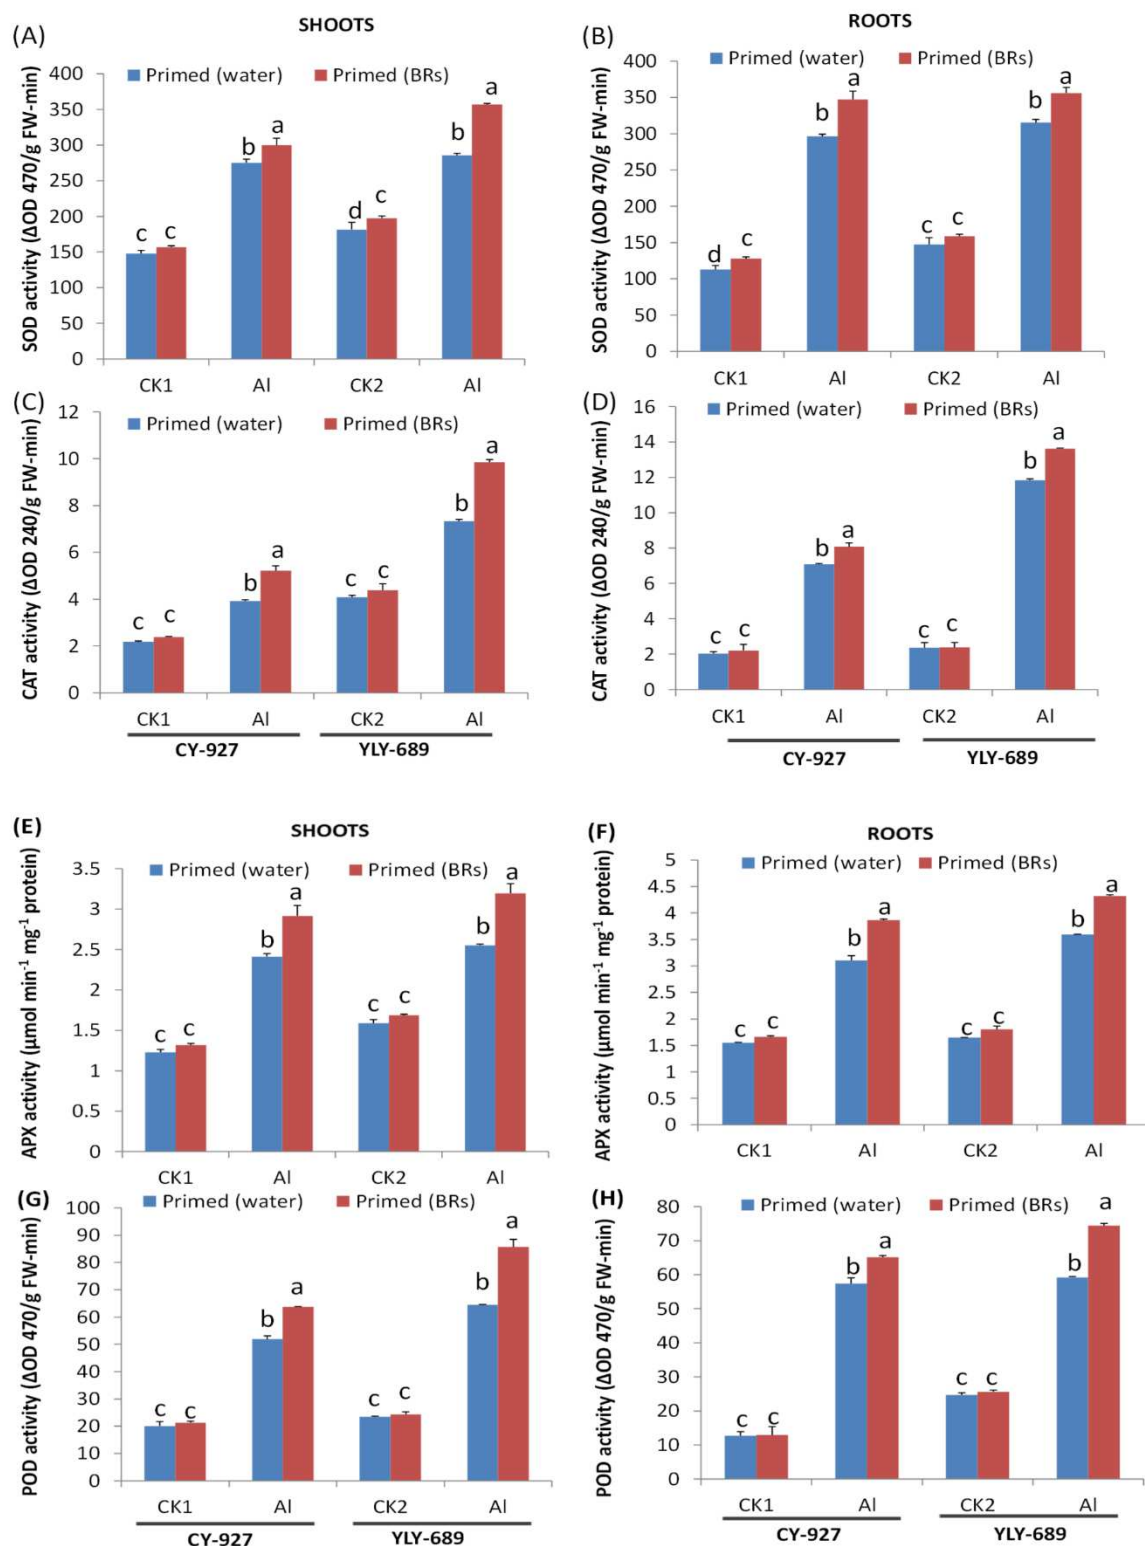 SHOOTS
(A)
Primed (water) Primed (BRs)
SOD activity (ΔOD 470/g FW-min)
400
350
300
250
200
150
100
50
0
c c b a d c b a
CK1 Al CK2 Al
ROOTS
(B)
Primed (water) Primed (BRs)
SOD activity (ΔOD 470/g FW-min)
400
350
300
250
200
150
100
50
0
d c b a c c b a
CK1 Al CK2 Al
(C)
Primed (water) Primed (BRs)
CAT activity (ΔOD 240/g FW-min)
12
10
8
6
4
2
0
c c b a c c b a
CK1 Al CK2 Al
CY-927 YLY-689
(D)
Primed (water) Primed (BRs)
CAT activity (ΔOD 240/g FW-min)
16
14
12
10
8
6
4
2
0
c c b a c c b a
CK1 Al CK2 Al
CY-927 YLY-689
(E)
SHOOTS
Primed (water) Primed (BRs)
APX activity (µmol min⁻¹ mg⁻¹ protein)
3.5
3
2.5
2
1.5
1
0.5
0
c c b a c c b a
CK1 Al CK2 Al
(F)
ROOTS
Primed (water) Primed (BRs)
APX activity (µmol min⁻¹ mg⁻¹ protein)
5
4.5
4
3.5
3
2.5
2
1.5
1
0.5
0
c c b a c c b a
CK1 Al CK2 Al
(G)
Primed (water) Primed (BRs)
POD activity (ΔOD 470/g FW-min)
100
90
80
70
60
50
40
30
20
10
0
c c b a c c b a
CK1 Al CK2 Al
CY-927 YLY-689
(H)
Primed (water) Primed (BRs)
POD activity (ΔOD 470/g FW-min)
80
70
60
50
40
30
20
10
0
c c b a c c b a
CK1 Al CK2 Al
CY-927 YLY-689